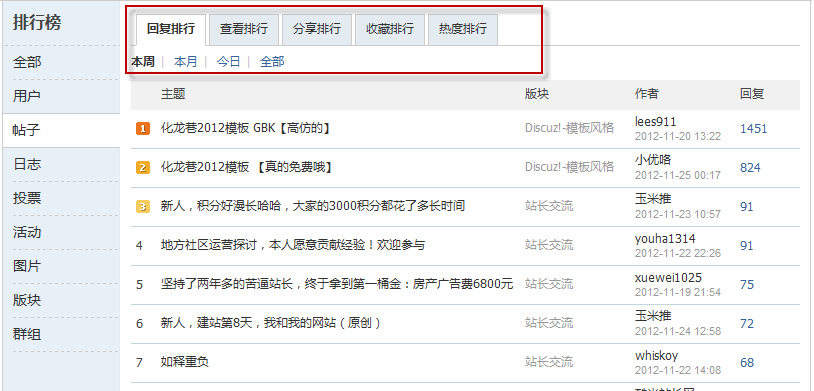 排行榜
全部
用户
帖子
日志
投票
活动
图片
版块
群组
回复排行 查看排行 分享排行 收藏排行 热度排行
本周 | 本月 | 今日 | 全部
主题 版块 作者 回复
1 化龙巷2012模板 GBK【高仿的】 Discuz!-模板风格 lees911 1451
2012-11-20 13:22
2 化龙巷2012模板 【真的免费哦】 Discuz!-模板风格 小优咯 824
2012-11-25 00:17
3 新人，积分好漫长哈哈，大家的3000积分都花了多长时间 站长交流 玉米推 91
2012-11-23 10:57
4 地方社区运营探讨，本人愿意贡献经验！欢迎参与 站长交流 youha1314 91
2012-11-22 22:26
5 坚持了两年多的苦逼站长，终于拿到第一桶金：房产广告费6800元 站长交流 xuewei1025 75
2012-11-19 21:54
6 新人，建站第8天，我和我的网站（原创） 站长交流 玉米推 72
2012-11-24 12:58
7 如释重负 站长交流 whiskoy 68
2012-11-22 14:08